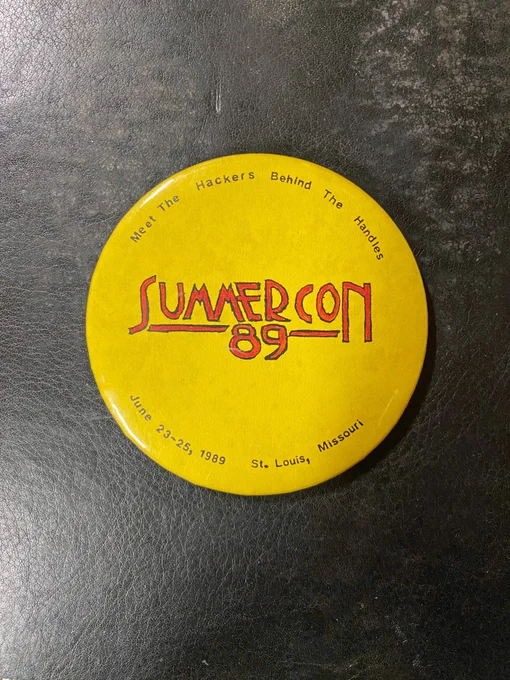 Meet The Hackers Behind The Handles
SUMMERCON
89
June 23-25, 1989 St. Louis, Missouri